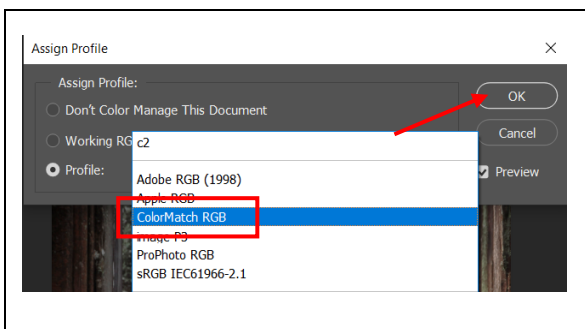 Assign Profile
Assign Profile:
OK
Don't Color Manage This Document
Cancel
Working RG
c2
Profile:
Preview
Adobe RGB (1998)
Apple RGB
ColorMatch RGB
image P3
ProPhoto RGB
sRGB IEC61966-2.1